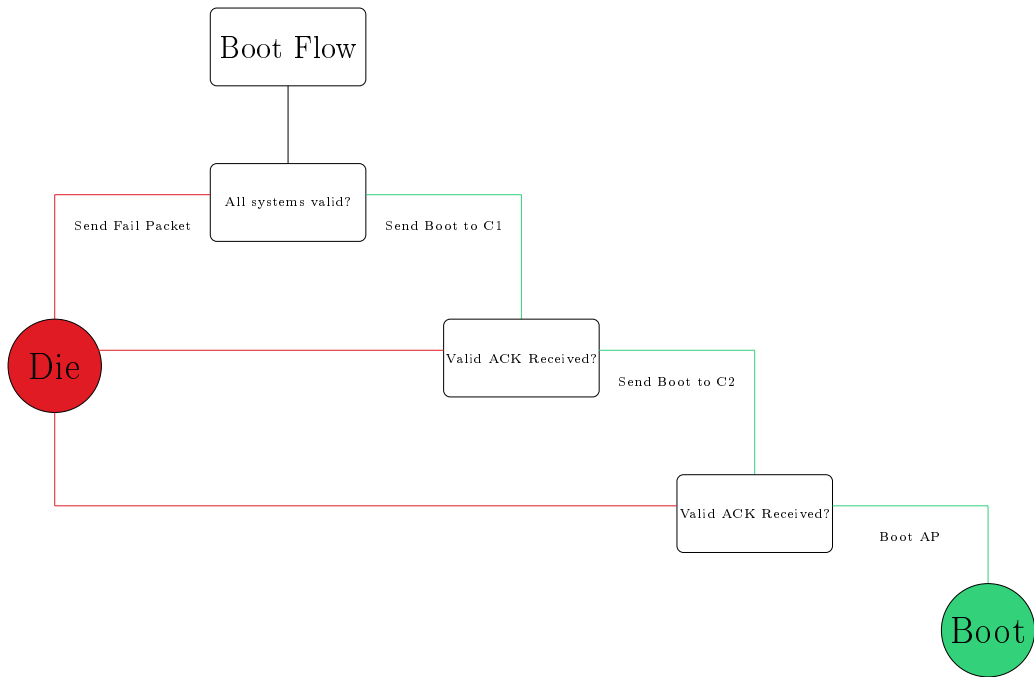 Boot Flow
All systems valid?
Send Fail Packet
Send Boot to C1
Die
Valid ACK Received?
Send Boot to C2
Valid ACK Received?
Boot AP
Boot